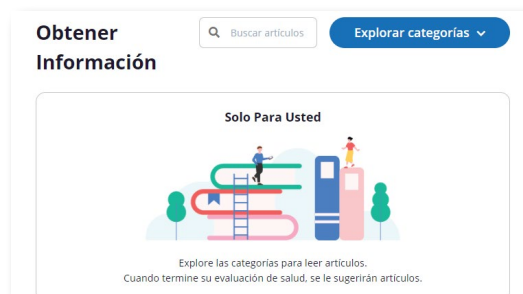 Obtener
Información
Buscar artículos
Explorar categorías
Solo Para Usted
Explore las categorías para leer artículos.
Cuando termine su evaluación de salud, se le sugerirán artículos.